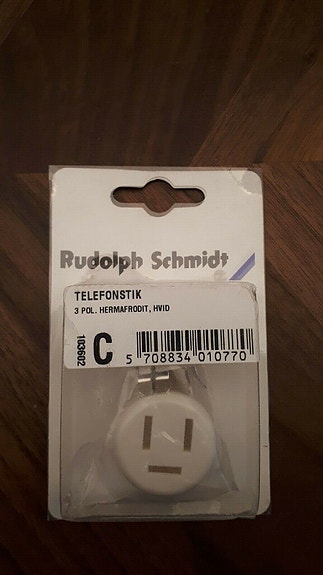 Rudolph Schmidt
TELEFONSTIK
3 POL. HERMAFRODIT, HVID
103602
C
5 708834 010770